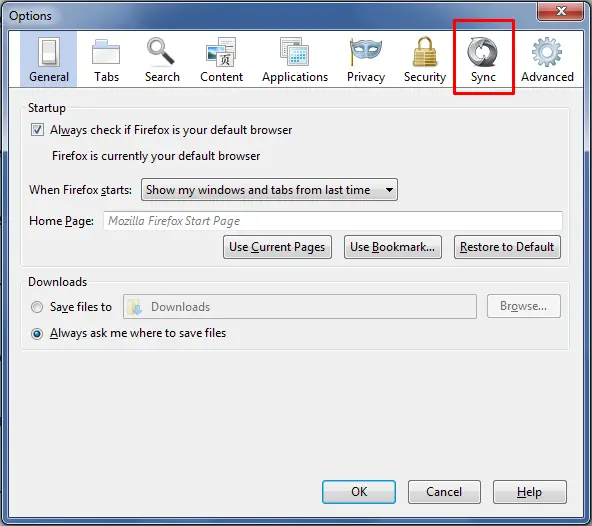 Options
General Tabs Search Content Applications Privacy Security Sync Advanced
Startup
Always check if Firefox is your default browser
Firefox is currently your default browser
When Firefox starts: Show my windows and tabs from last time
Home Page: Mozilla Firefox Start Page
Use Current Pages Use Bookmark... Restore to Default
Downloads
Save files to Downloads Browse...
Always ask me where to save files
OK Cancel Help